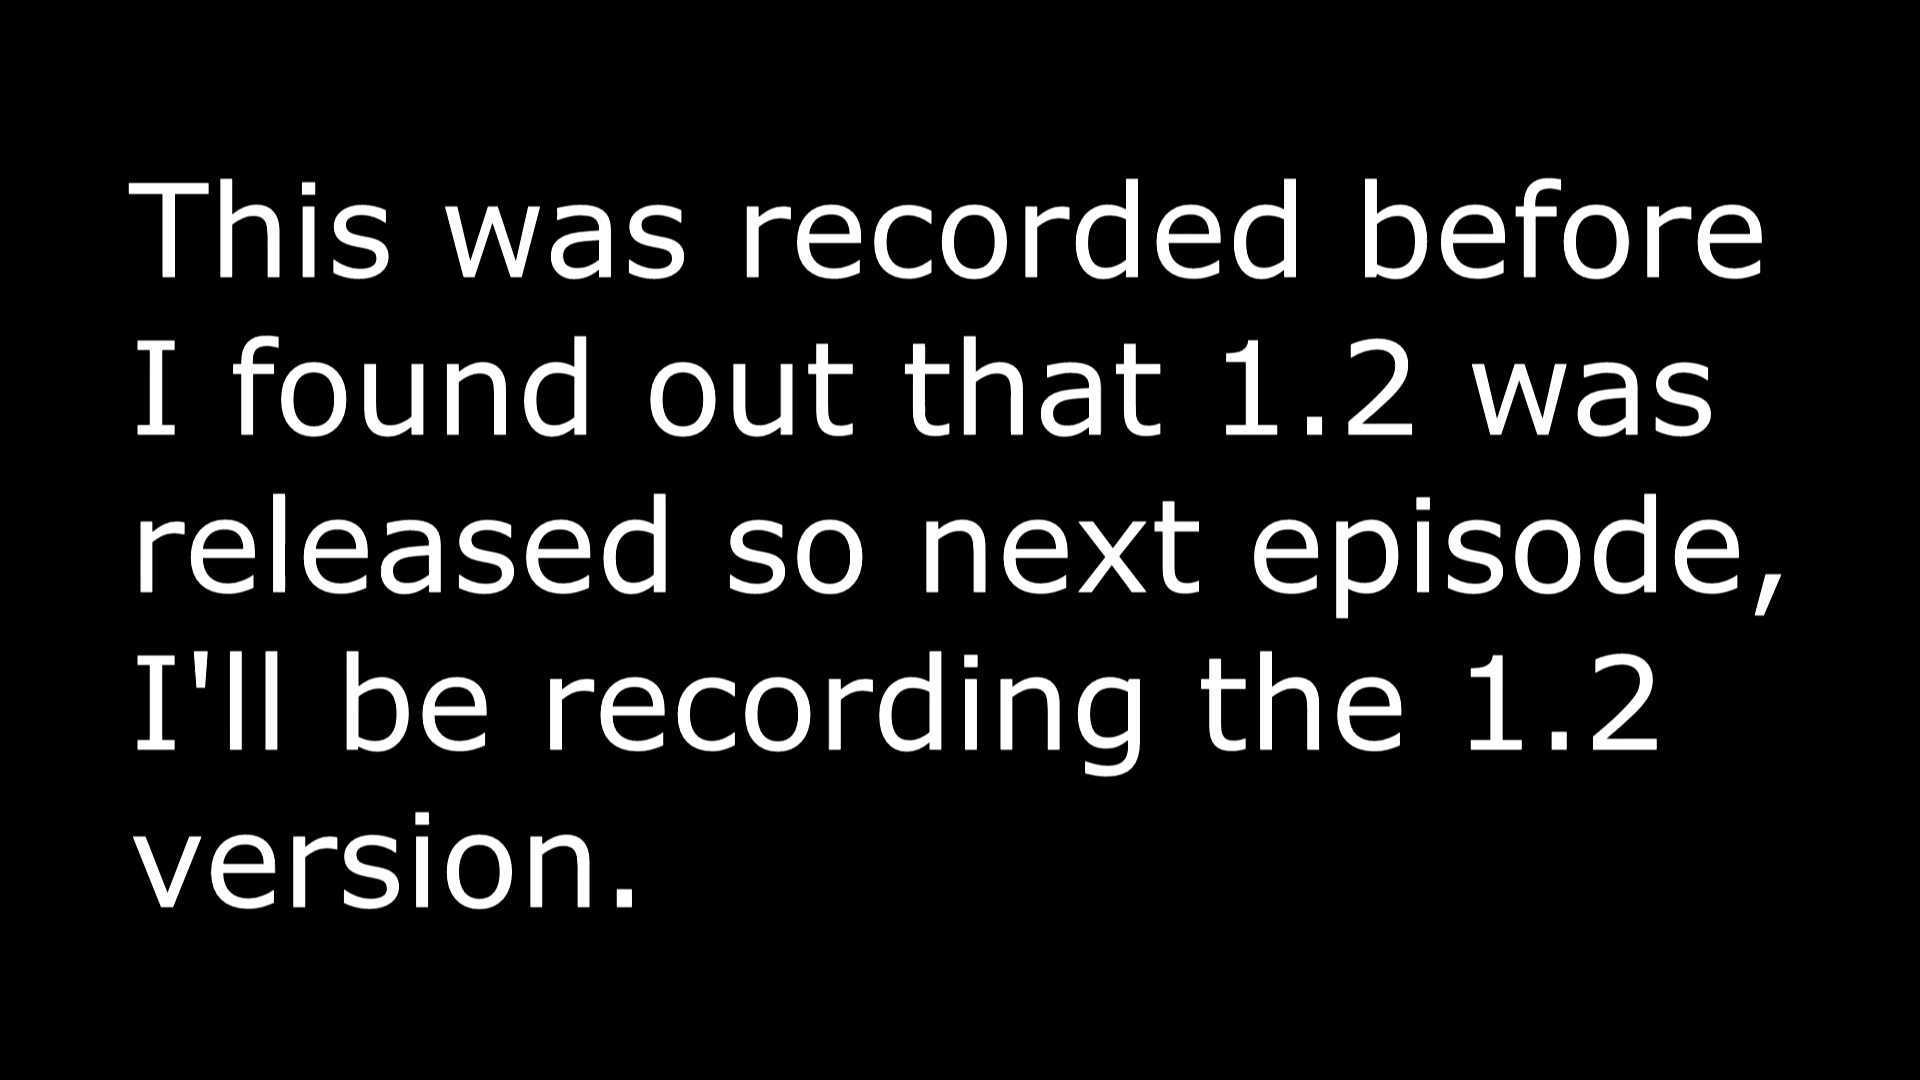 This was recorded before
I found out that 1.2 was
released so next episode,
I'll be recording the 1.2
version.